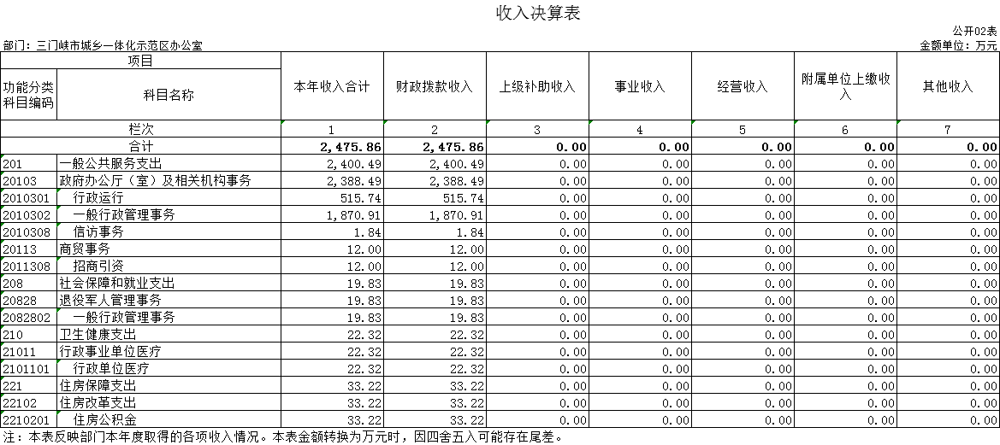 收入决算表
公开02表
部门：三门峡市城乡一体化示范区办公室 金额单位：万元
项目 本年收入合计 财政拨款收入 上级补助收入 事业收入 经营收入 附属单位上缴收入 其他收入
功能分类科目编码 科目名称
栏次 1 2 3 4 5 6 7
合计 2,475.86 2,475.86 0.00 0.00 0.00 0.00 0.00
201 一般公共服务支出 2,400.49 2,400.49 0.00 0.00 0.00 0.00 0.00
20103 政府办公厅（室）及相关机构事务 2,388.49 2,388.49 0.00 0.00 0.00 0.00 0.00
2010301 行政运行 515.74 515.74 0.00 0.00 0.00 0.00 0.00
2010302 一般行政管理事务 1,870.91 1,870.91 0.00 0.00 0.00 0.00 0.00
2010308 信访事务 1.84 1.84 0.00 0.00 0.00 0.00 0.00
20113 商贸事务 12.00 12.00 0.00 0.00 0.00 0.00 0.00
2011308 招商引资 12.00 12.00 0.00 0.00 0.00 0.00 0.00
208 社会保障和就业支出 19.83 19.83 0.00 0.00 0.00 0.00 0.00
20828 退役军人管理事务 19.83 19.83 0.00 0.00 0.00 0.00 0.00
2082802 一般行政管理事务 19.83 19.83 0.00 0.00 0.00 0.00 0.00
210 卫生健康支出 22.32 22.32 0.00 0.00 0.00 0.00 0.00
21011 行政事业单位医疗 22.32 22.32 0.00 0.00 0.00 0.00 0.00
2101101 行政单位医疗 22.32 22.32 0.00 0.00 0.00 0.00 0.00
221 住房保障支出 33.22 33.22 0.00 0.00 0.00 0.00 0.00
22102 住房改革支出 33.22 33.22 0.00 0.00 0.00 0.00 0.00
2210201 住房公积金 33.22 33.22 0.00 0.00 0.00 0.00 0.00
注：本表反映部门本年度取得的各项收入情况。本表金额转换为万元时，因四舍五入可能存在尾差。